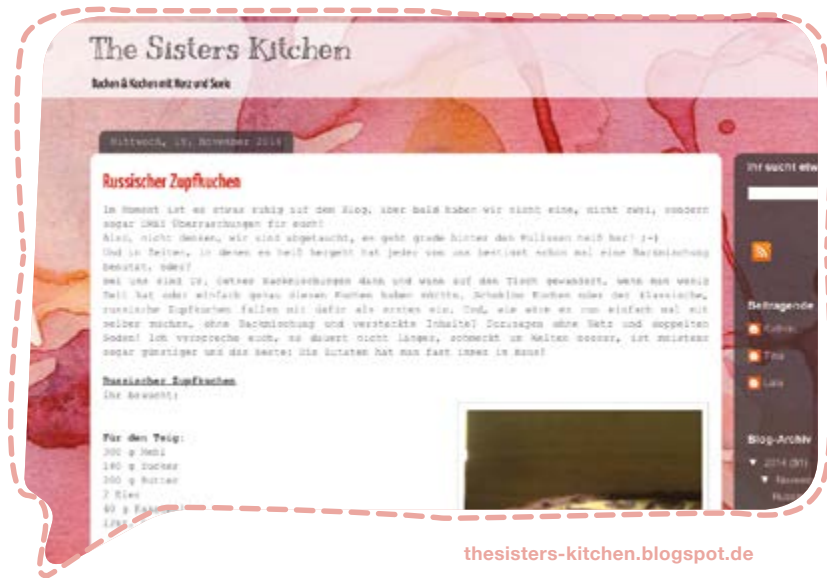 The Sisters Kitchen
Backen & Kochen mit Herz und Seele
Mittwoch, 19. November 2014
Russischer Zupfkuchen
Im Moment ist es etwas ruhig auf dem Blog, aber bald haben wir nicht eine, nicht zwei, sondern
sogar DREI Überraschungen für euch!
Also, nicht denken, wir sind abgetaucht, es geht grade hinter den Kulissen heiß her! ;-)
Und in Zeiten, in denen es heiß hergeht hat jeder von uns bestimmt schon mal eine Backmischung
benutzt, oder?
Bei uns sind Dr. Oetker Backmischungen dann und wann auf den Tisch gewandert, wenn man wenig
Zeit hat oder einfach genau diesen Kuchen haben möchte. Schoko Kuchen oder der klassische,
russische Zupfkuchen fallen mir dafür als erstes ein. Und, wie wäre es nun einfach mal mit
selber machen, ohne Backmischung und versteckte Inhalte? Sozusagen ohne Netz und doppelten
Boden! Ich verspreche euch, es dauert nicht länger, schmeckt um Welten besser, ist meistens
sogar günstiger und das beste: Die Zutaten hat man fast immer im Haus!
Russischer Zupfkuchen
Ihr braucht:
Für den Teig:
300 g Mehl
200 g Butter
2 Eier
40 g
Ihr sucht etw
Beitragende
Kathrin
Tina
Lara
Blog-Archiv
▼ 2014 (91)
▼ Novem
thesisters-kitchen.blogspot.de